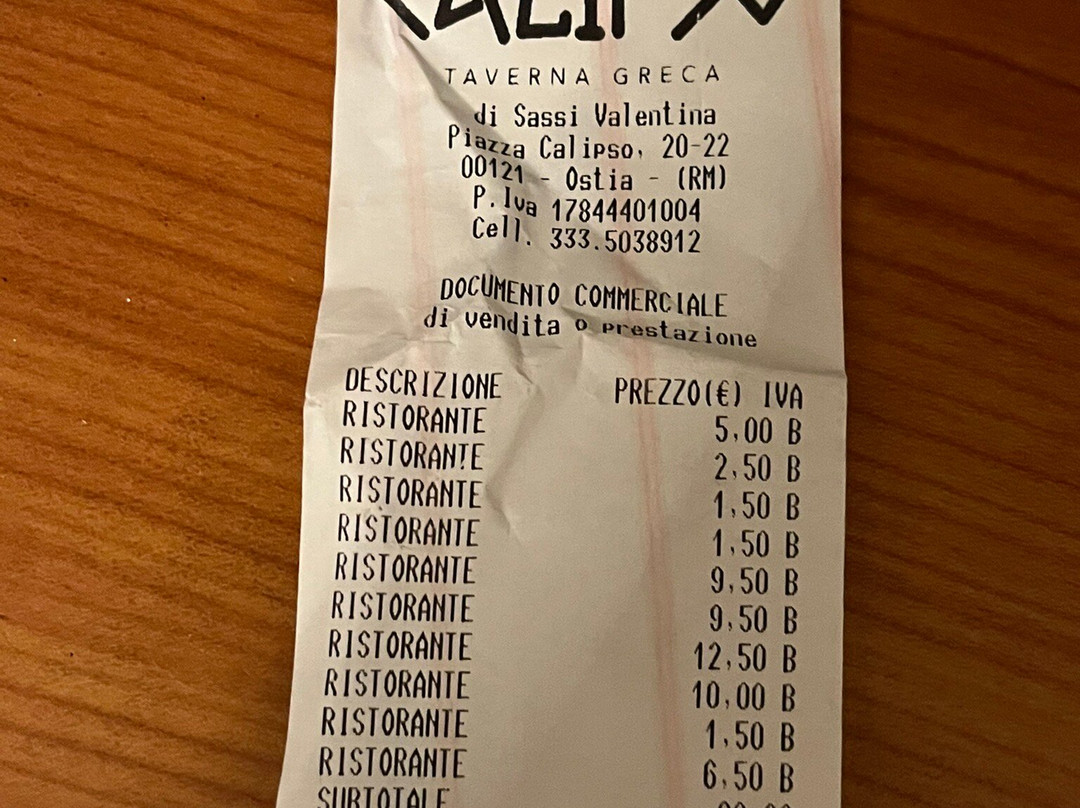 CALIPSO
TAVERNA GRECA
di Sassi Valentina
Piazza Calipso, 20-22
00121 - Ostia - (RM)
P.Iva 17844401004
Cell. 333.5038912
DOCUMENTO COMMERCIALE
di vendita o prestazione
DESCRIZIONE PREZZO(€) IVA
RISTORANTE 5,00 B
RISTORANTE 2,50 B
RISTORANTE 1,50 B
RISTORANTE 1,50 B
RISTORANTE 9,50 B
RISTORANTE 9,50 B
RISTORANTE 12,50 B
RISTORANTE 10,00 B
RISTORANTE 1,50 B
RISTORANTE 6,50 B
SUBTOTALE